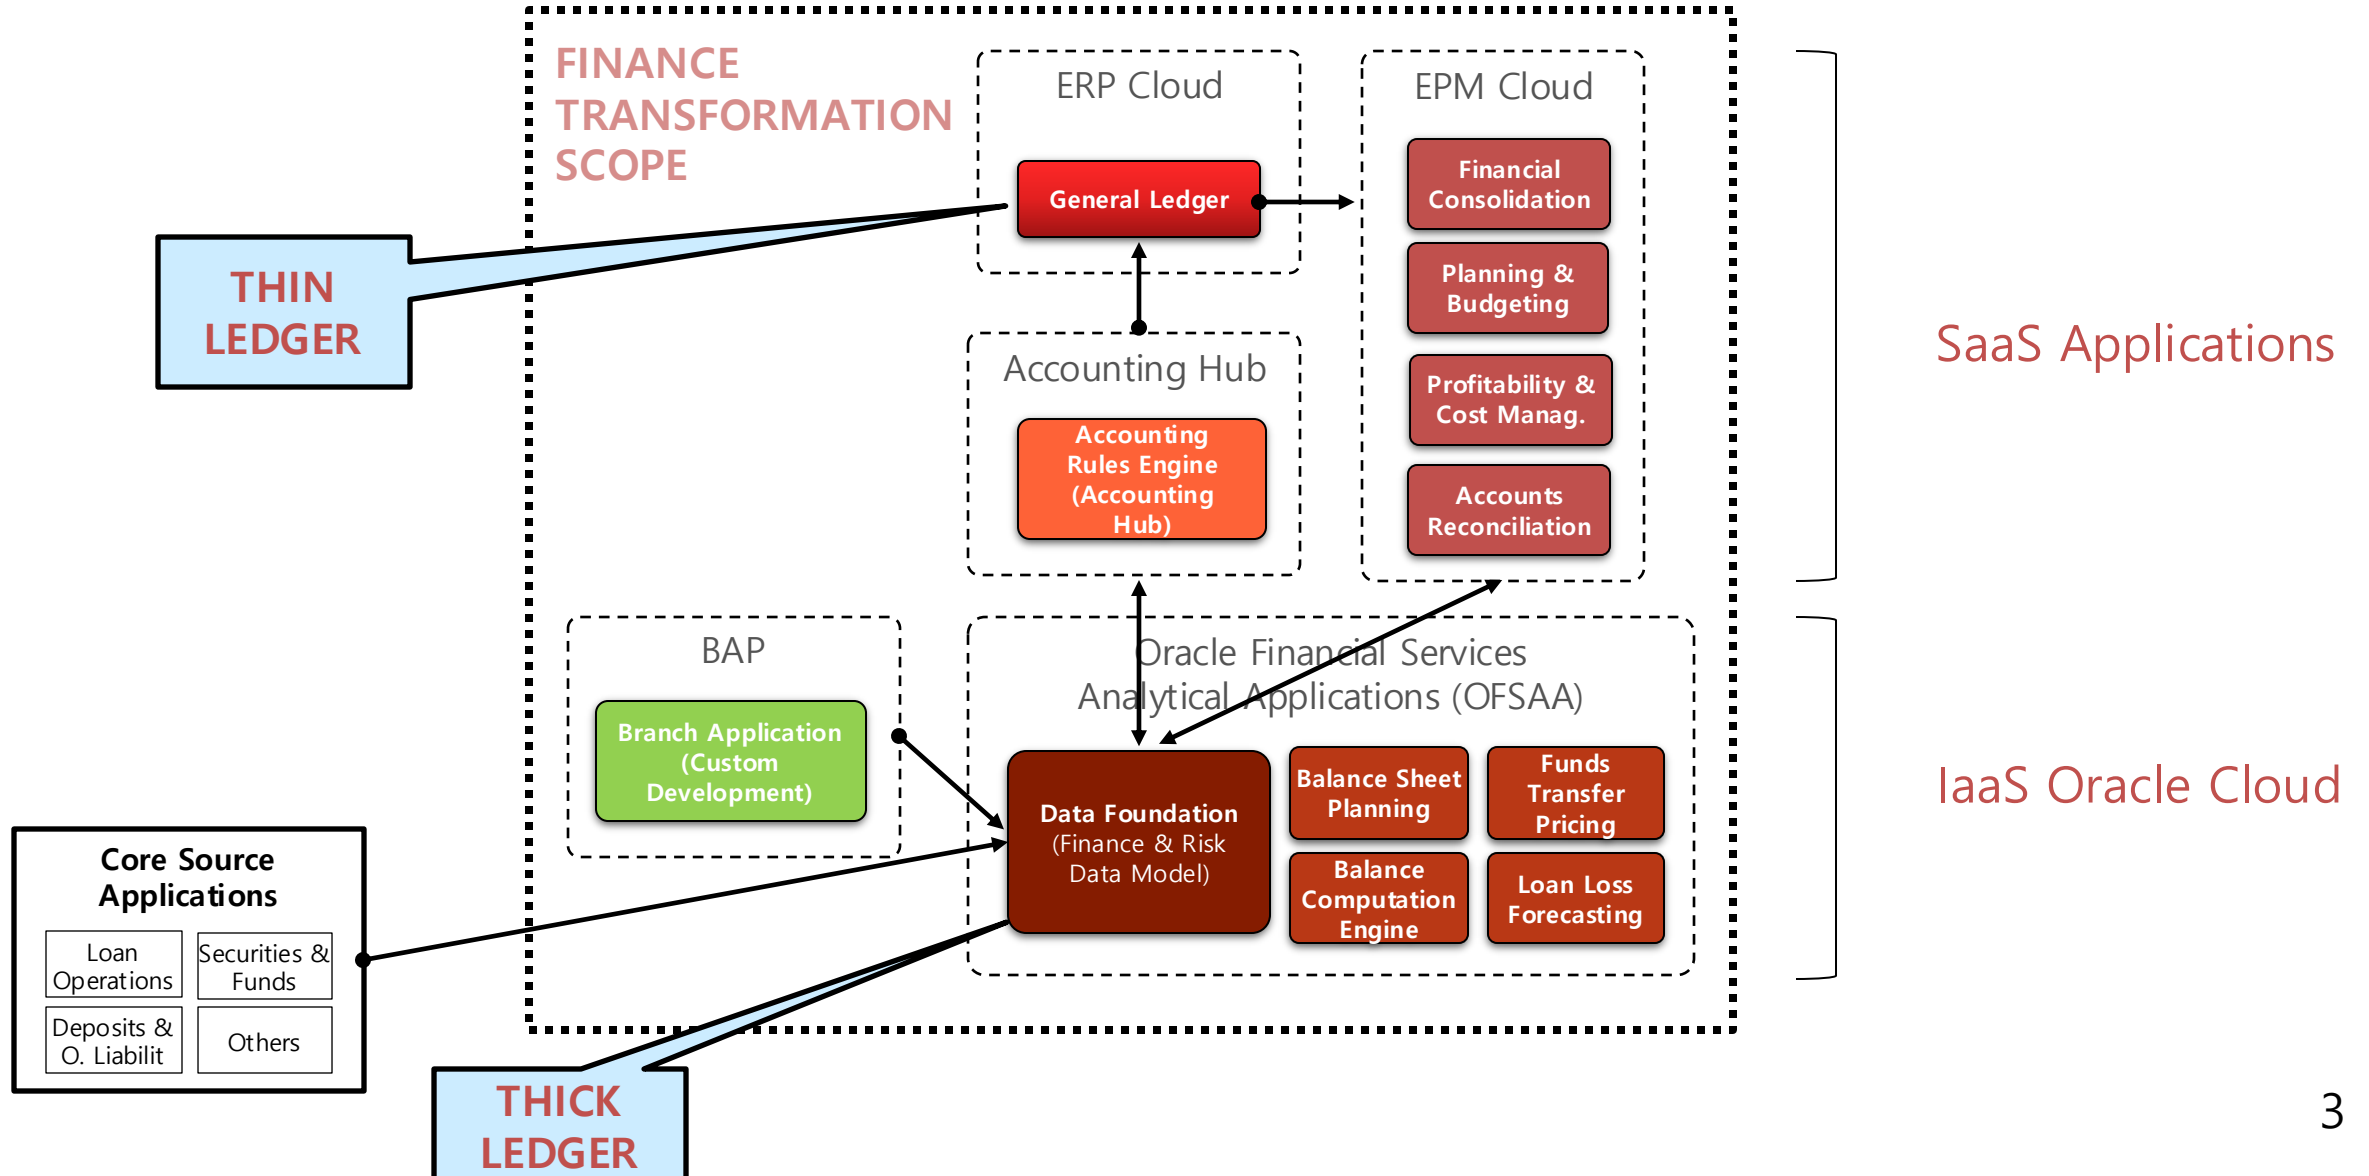 FINANCE
TRANSFORMATION
SCOPE
ERP Cloud
General Ledger
EPM Cloud
Financial
Consolidation
Planning &
Budgeting
Profitability &
Cost Manag.
Accounts
Reconciliation
THIN
LEDGER
Accounting Hub
Accounting
Rules Engine
(Accounting
Hub)
SaaS Applications
BAP
Branch Application
(Custom
Development)
Oracle Financial Services
Analytical Applications (OFSAA)
Data Foundation
(Finance & Risk
Data Model)
Balance Sheet
Planning
Funds
Transfer
Pricing
Balance
Computation
Engine
Loan Loss
Forecasting
IaaS Oracle Cloud
Core Source
Applications
Loan
Operations
Securities &
Funds
Deposits &
O. Liabilit
Others
THICK
LEDGER
3